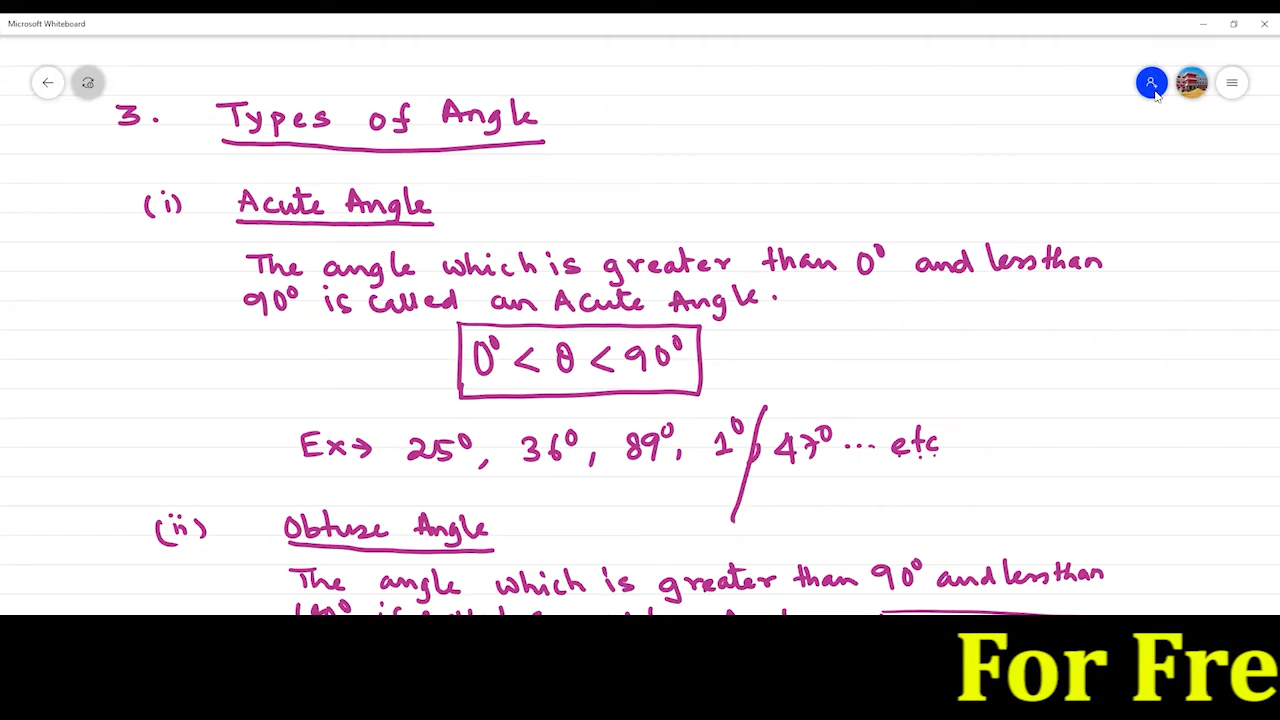 Microsoft Whiteboard
3. Types of Angle
(i) Acute Angle
The angle which is greater than 0° and less than
90° is called an Acute Angle.
0° < θ < 90°
Ex → 25°, 36°, 89°, 1°, 47° ... etc
(ii) Obtuse Angle
The angle which is greater than 90° and less than
For Fre